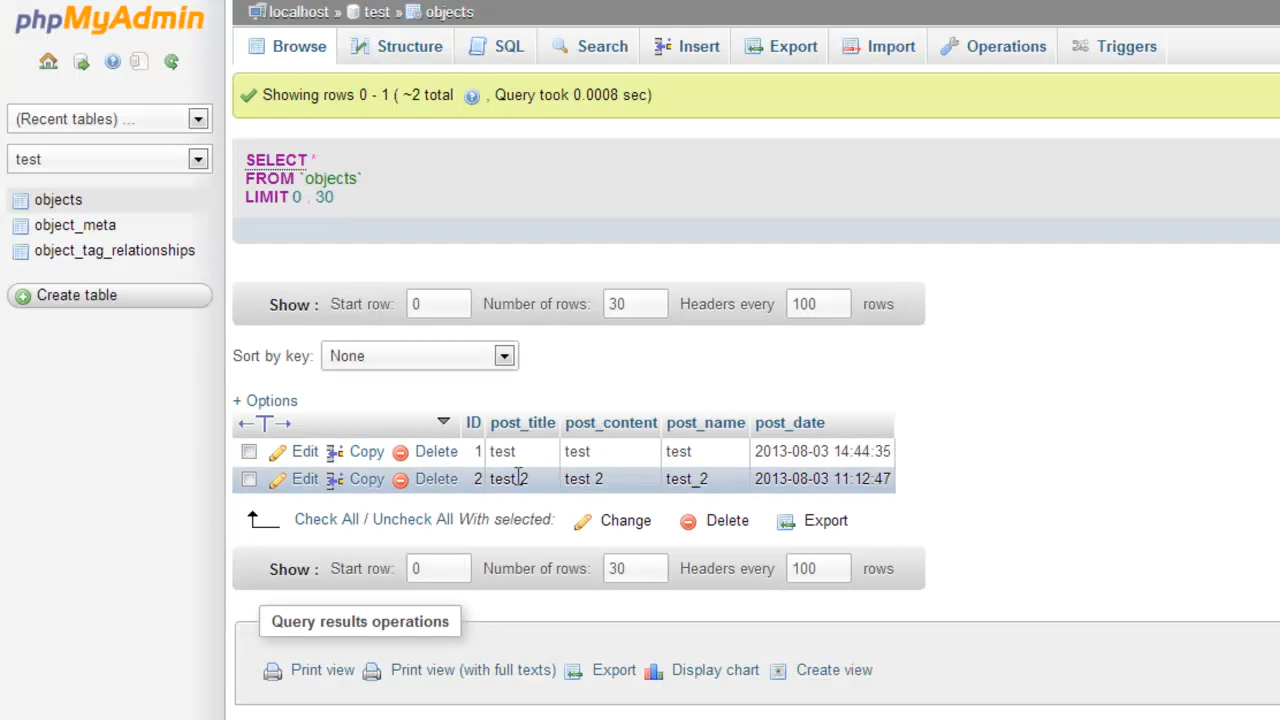 phpMyAdmin
(Recent tables) ...
test
objects
object_meta
object_tag_relationships
Create table
localhost » test » objects
Browse Structure SQL Search Insert Export Import Operations Triggers
Showing rows 0 - 1 ( ~2 total , Query took 0.0008 sec)
SELECT *
FROM `objects`
LIMIT 0 , 30
Show : Start row: 0 Number of rows: 30 Headers every 100 rows
Sort by key: None
+ Options
←T→ ID post_title post_content post_name post_date
Edit Copy Delete 1 test test test 2013-08-03 14:44:35
Edit Copy Delete 2 test 2 test 2 test_2 2013-08-03 11:12:47
Check All / Uncheck All With selected: Change Delete Export
Show : Start row: 0 Number of rows: 30 Headers every 100 rows
Query results operations
Print view Print view (with full texts) Export Display chart Create view